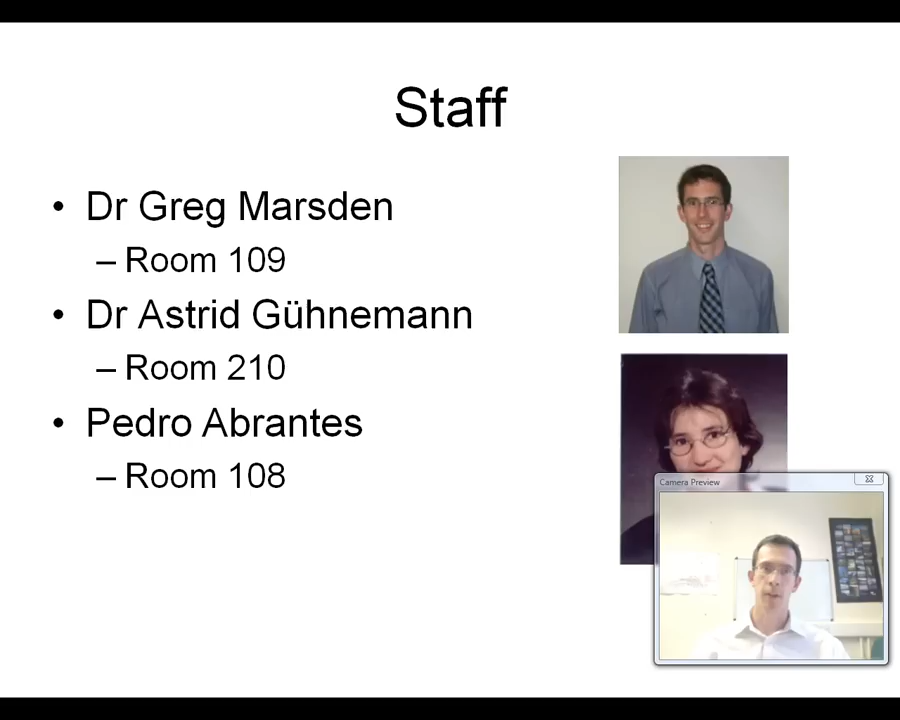 Staff
• Dr Greg Marsden
– Room 109
• Dr Astrid Gühnemann
– Room 210
• Pedro Abrantes
– Room 108
Camera Preview